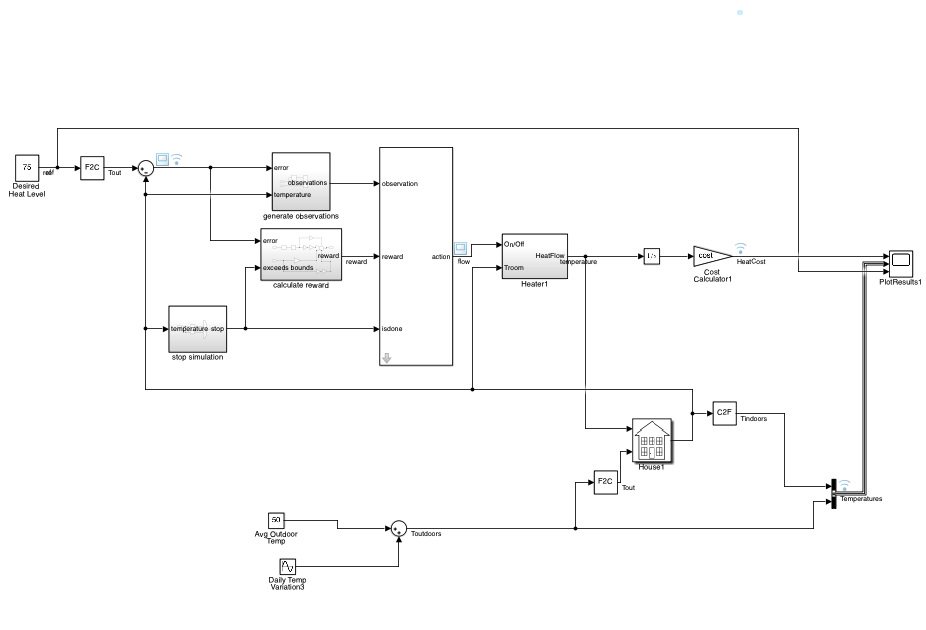 75
Desired
Heat Level
F2C
Tout
error
observations
temperature
generate observations
error
reward
exceeds bounds
calculate reward
reward
temperature stop
stop simulation
observation
reward
action
isdone
flow
On/Off
HeatFlow
Troom
Heater1
temperature
1/s
cost
Cost
Calculator1
HeatCost
PlotResults1
C2F
Tindoors
House1
F2C
Tout
Temperatures
50
Avg Outdoor
Temp
Toutdoors
Daily Temp
Variation3